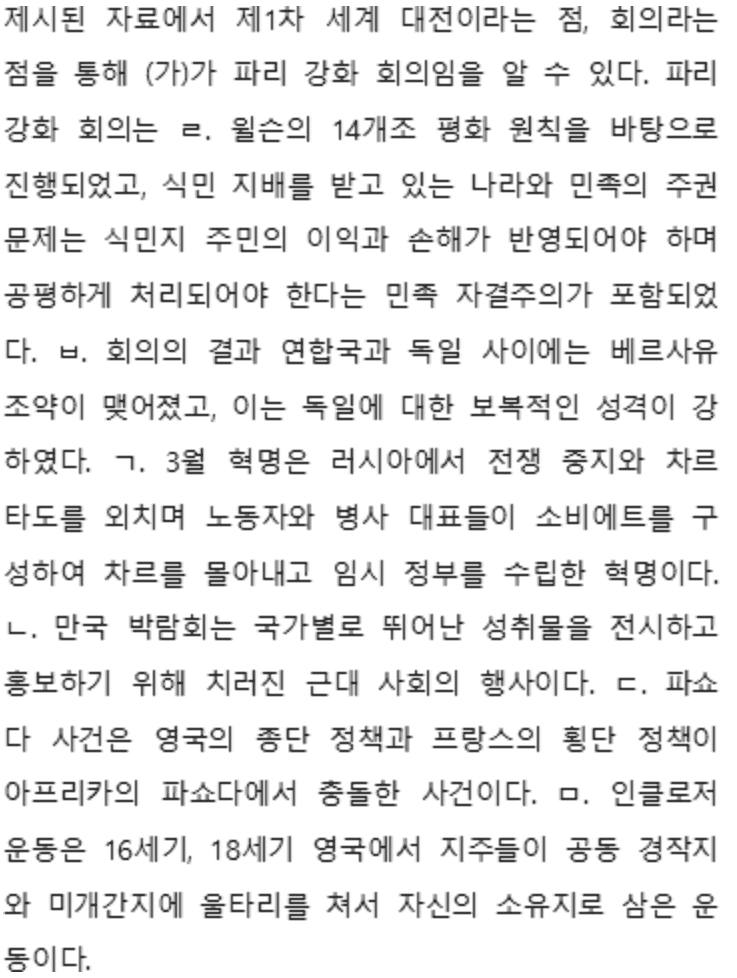 제시된 자료에서 제1차 세계 대전이라는 점, 회의라는
점을 통해 (가)가 파리 강화 회의임을 알 수 있다. 파리
강화 회의는 ㄹ. 윌슨의 14개조 평화 원칙을 바탕으로
진행되었고, 식민 지배를 받고 있는 나라와 민족의 주권
문제는 식민지 주민의 이익과 손해가 반영되어야 하며
공평하게 처리되어야 한다는 민족 자결주의가 포함되었
다. ㅂ. 회의의 결과 연합국과 독일 사이에는 베르사유
조약이 맺어졌고, 이는 독일에 대한 보복적인 성격이 강
하였다. ㄱ. 3월 혁명은 러시아에서 전쟁 중지와 차르
타도를 외치며 노동자와 병사 대표들이 소비에트를 구
성하여 차르를 몰아내고 임시 정부를 수립한 혁명이다.
ㄴ. 만국 박람회는 국가별로 뛰어난 성취물을 전시하고
홍보하기 위해 치러진 근대 사회의 행사이다. ㄷ. 파쇼
다 사건은 영국의 종단 정책과 프랑스의 횡단 정책이
아프리카의 파쇼다에서 충돌한 사건이다. ㅁ. 인클로저
운동은 16세기, 18세기 영국에서 지주들이 공동 경작지
와 미개간지에 울타리를 쳐서 자신의 소유지로 삼은 운
동이다.